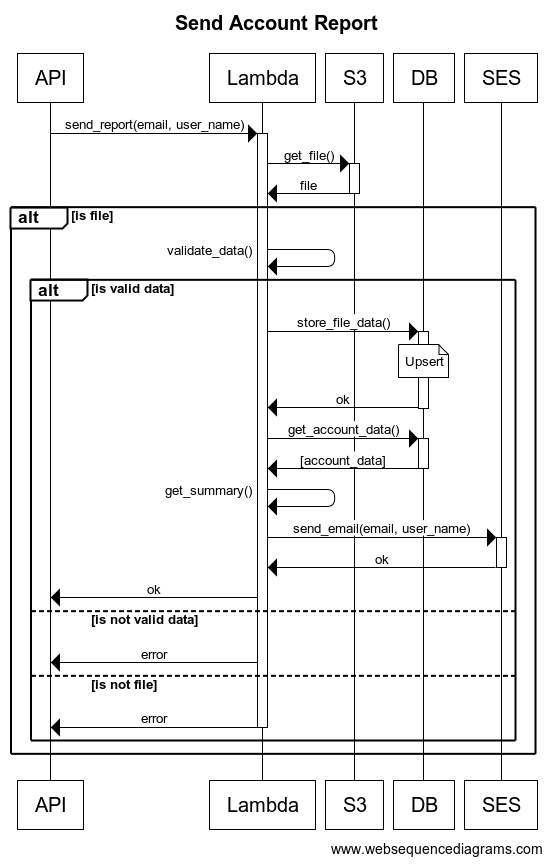 Send Account Report
API Lambda S3 DB SES
send_report(email, user_name)
get_file()
file
alt [is file]
validate_data()
alt [is valid data]
store_file_data()
Upsert
ok
get_account_data()
[account_data]
get_summary()
send_email(email, user_name)
ok
ok
[is not valid data]
error
[is not file]
error
API Lambda S3 DB SES
www.websequencediagrams.com